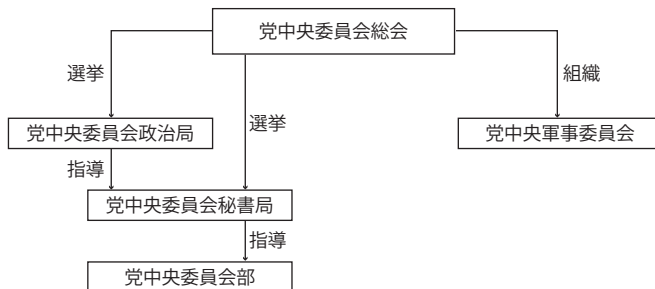 党中央委員会総会
選挙
組織
選挙
党中央委員会政治局
党中央軍事委員会
指導
党中央委員会秘書局
指導
党中央委員会部